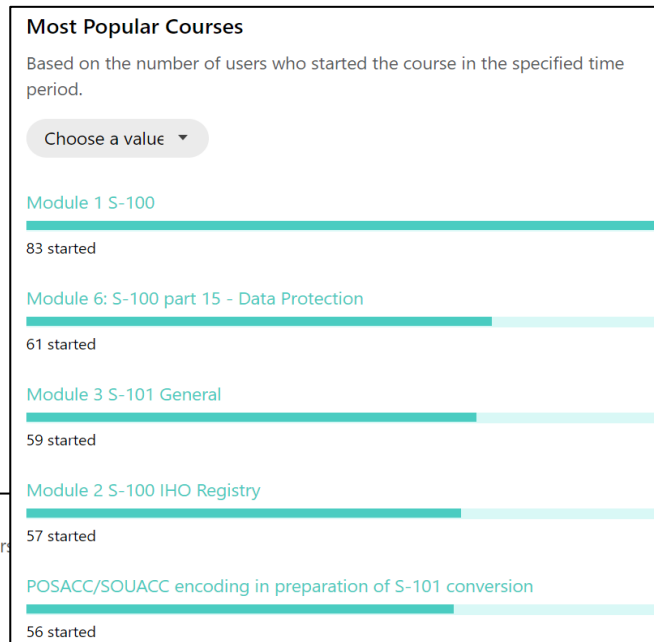 Most Popular Courses
Based on the number of users who started the course in the specified time
period.
Choose a value
Module 1 S-100
83 started
Module 6: S-100 part 15 - Data Protection
61 started
Module 3 S-101 General
59 started
Module 2 S-100 IHO Registry
57 started
POSACC/SOUACC encoding in preparation of S-101 conversion
56 started